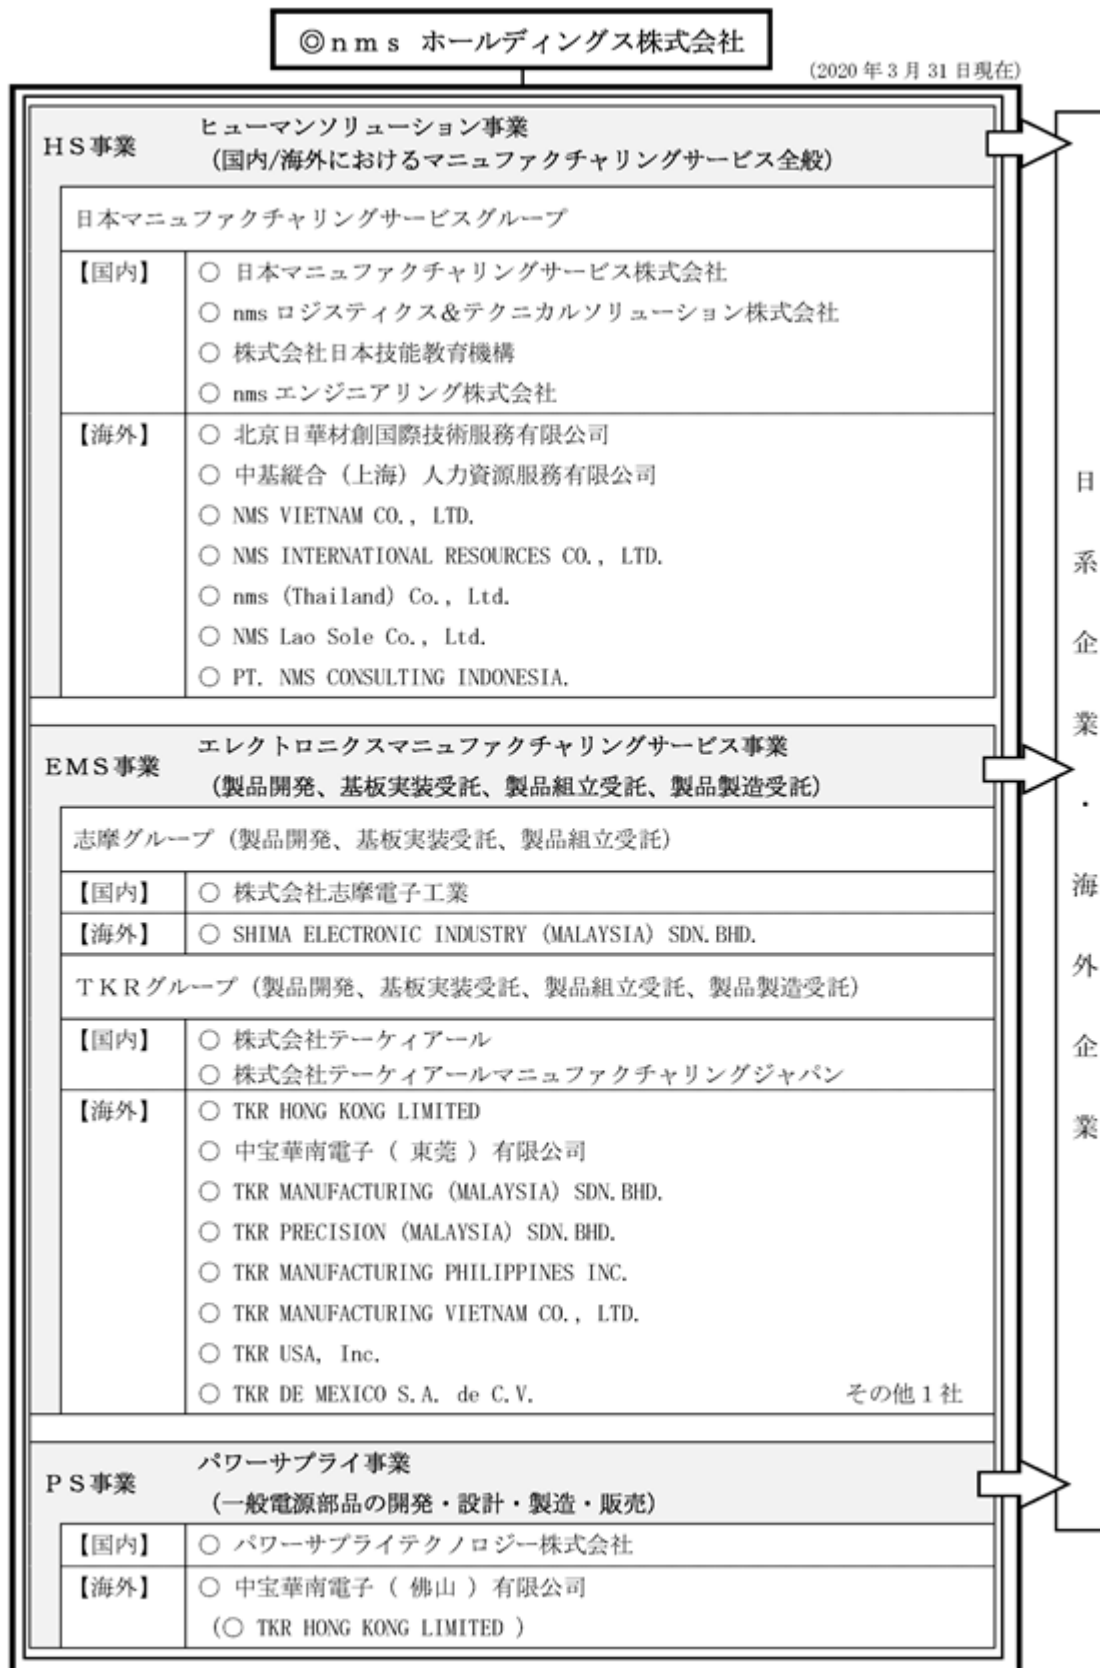 ◎ｎｍｓ ホールディングス株式会社
(2020年3月31日現在)
ＨＳ事業
ヒューマンソリューション事業
(国内/海外におけるマニュファクチャリングサービス全般)
日本マニュファクチャリングサービスグループ
【国内】
○ 日本マニュファクチャリングサービス株式会社
○ nmsロジスティクス&テクニカルソリューション株式会社
○ 株式会社日本技能教育機構
○ nmsエンジニアリング株式会社
【海外】
○ 北京日華材創国際技術服務有限公司
○ 中基縦合（上海）人力資源服務有限公司
○ NMS VIETNAM CO., LTD.
○ NMS INTERNATIONAL RESOURCES CO., LTD.
○ nms (Thailand) Co., Ltd.
○ NMS Lao Sole Co., Ltd.
○ PT. NMS CONSULTING INDONESIA.
ＥＭＳ事業
エレクトロニクスマニュファクチャリングサービス事業
(製品開発、基板実装受託、製品組立受託、製品製造受託)
志摩グループ (製品開発、基板実装受託、製品組立受託)
【国内】
○ 株式会社志摩電子工業
【海外】
○ SHIMA ELECTRONIC INDUSTRY (MALAYSIA) SDN.BHD.
ＴＫＲグループ (製品開発、基板実装受託、製品組立受託、製品製造受託)
【国内】
○ 株式会社テーケィアール
○ 株式会社テーケィアールマニュファクチャリングジャパン
【海外】
○ TKR HONG KONG LIMITED
○ 中宝華南電子（ 東莞 ）有限公司
○ TKR MANUFACTURING (MALAYSIA) SDN.BHD.
○ TKR PRECISION (MALAYSIA) SDN.BHD.
○ TKR MANUFACTURING PHILIPPINES INC.
○ TKR MANUFACTURING VIETNAM CO., LTD.
○ TKR USA, Inc.
○ TKR DE MEXICO S.A. de C.V. その他１社
ＰＳ事業
パワーサプライ事業
(一般電源部品の開発・設計・製造・販売)
【国内】
○ パワーサプライテクノロジー株式会社
【海外】
○ 中宝華南電子（ 佛山 ）有限公司
(○ TKR HONG KONG LIMITED )
日系企業・海外企業